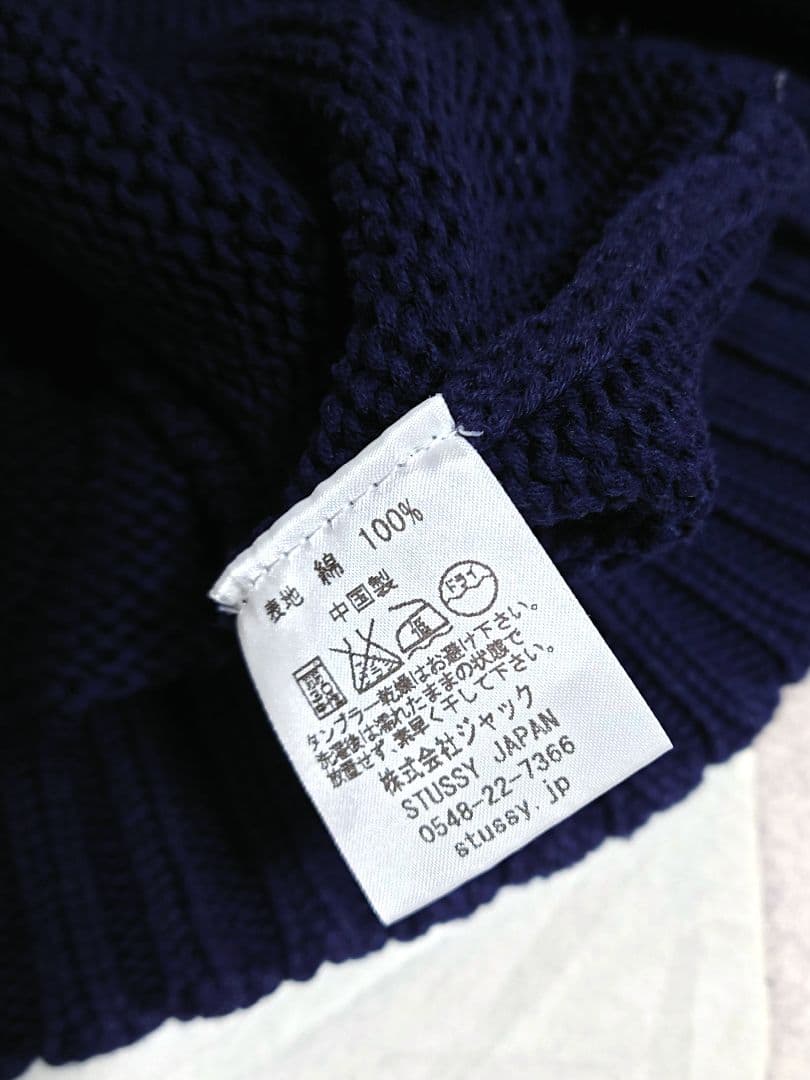 表地 綿 100%
中国製
ドライ
タンブラー乾燥はお避け下さい。
洗濯後は濡れたままの状態で
放置せず、素早く干して下さい。
株式会社ジャック
STUSSY JAPAN
0548-22-7366
stussy.jp